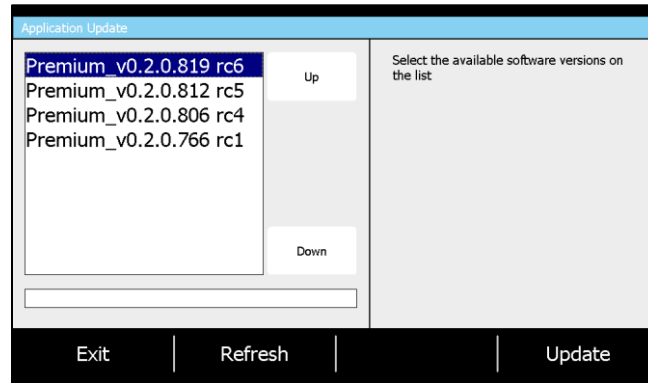 Application Update
Premium_v0.2.0.819 rc6
Premium_v0.2.0.812 rc5
Premium_v0.2.0.806 rc4
Premium_v0.2.0.766 rc1
Up
Down
Select the available software versions on
the list
Exit
Refresh
Update